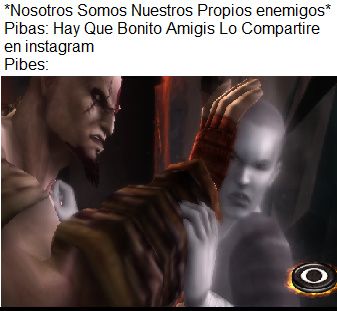 *Nosotros Somos Nuestros Propios enemigos*
Pibas: Hay Que Bonito Amigis Lo Compartire
en instagram
Pibes: